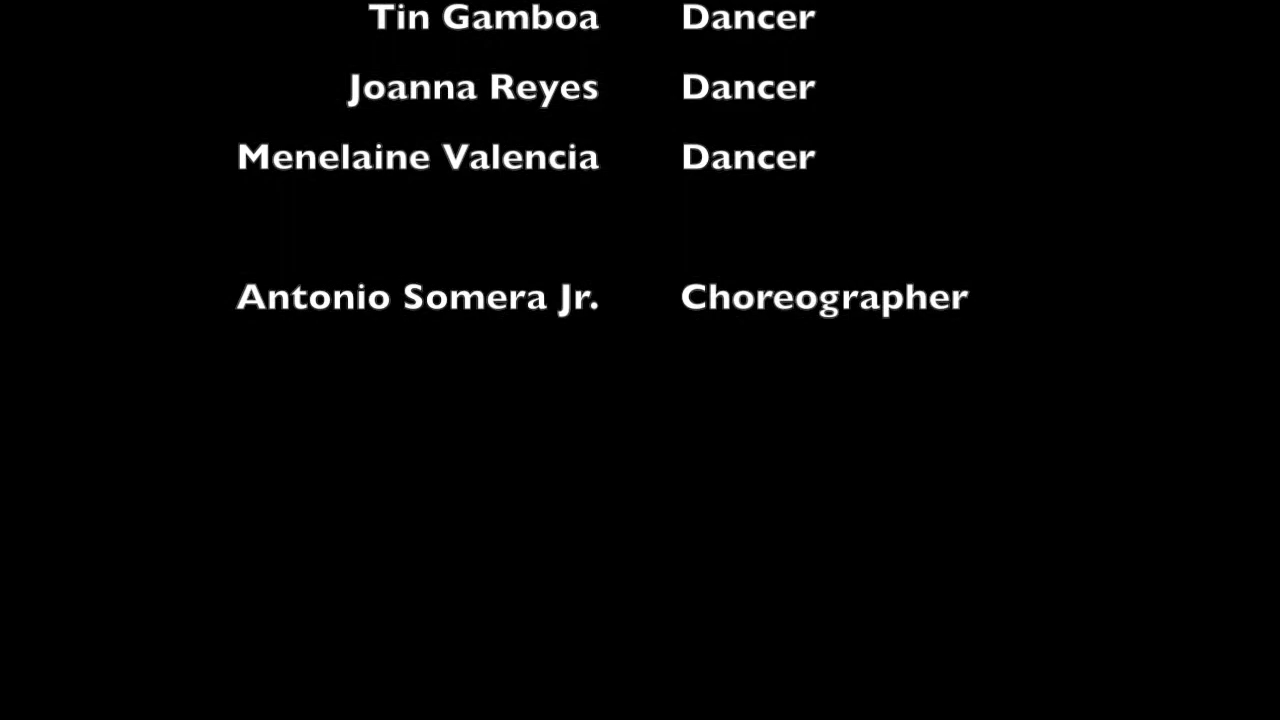 Tin Gamboa Dancer
Joanna Reyes Dancer
Menelaine Valencia Dancer
Antonio Somera Jr. Choreographer